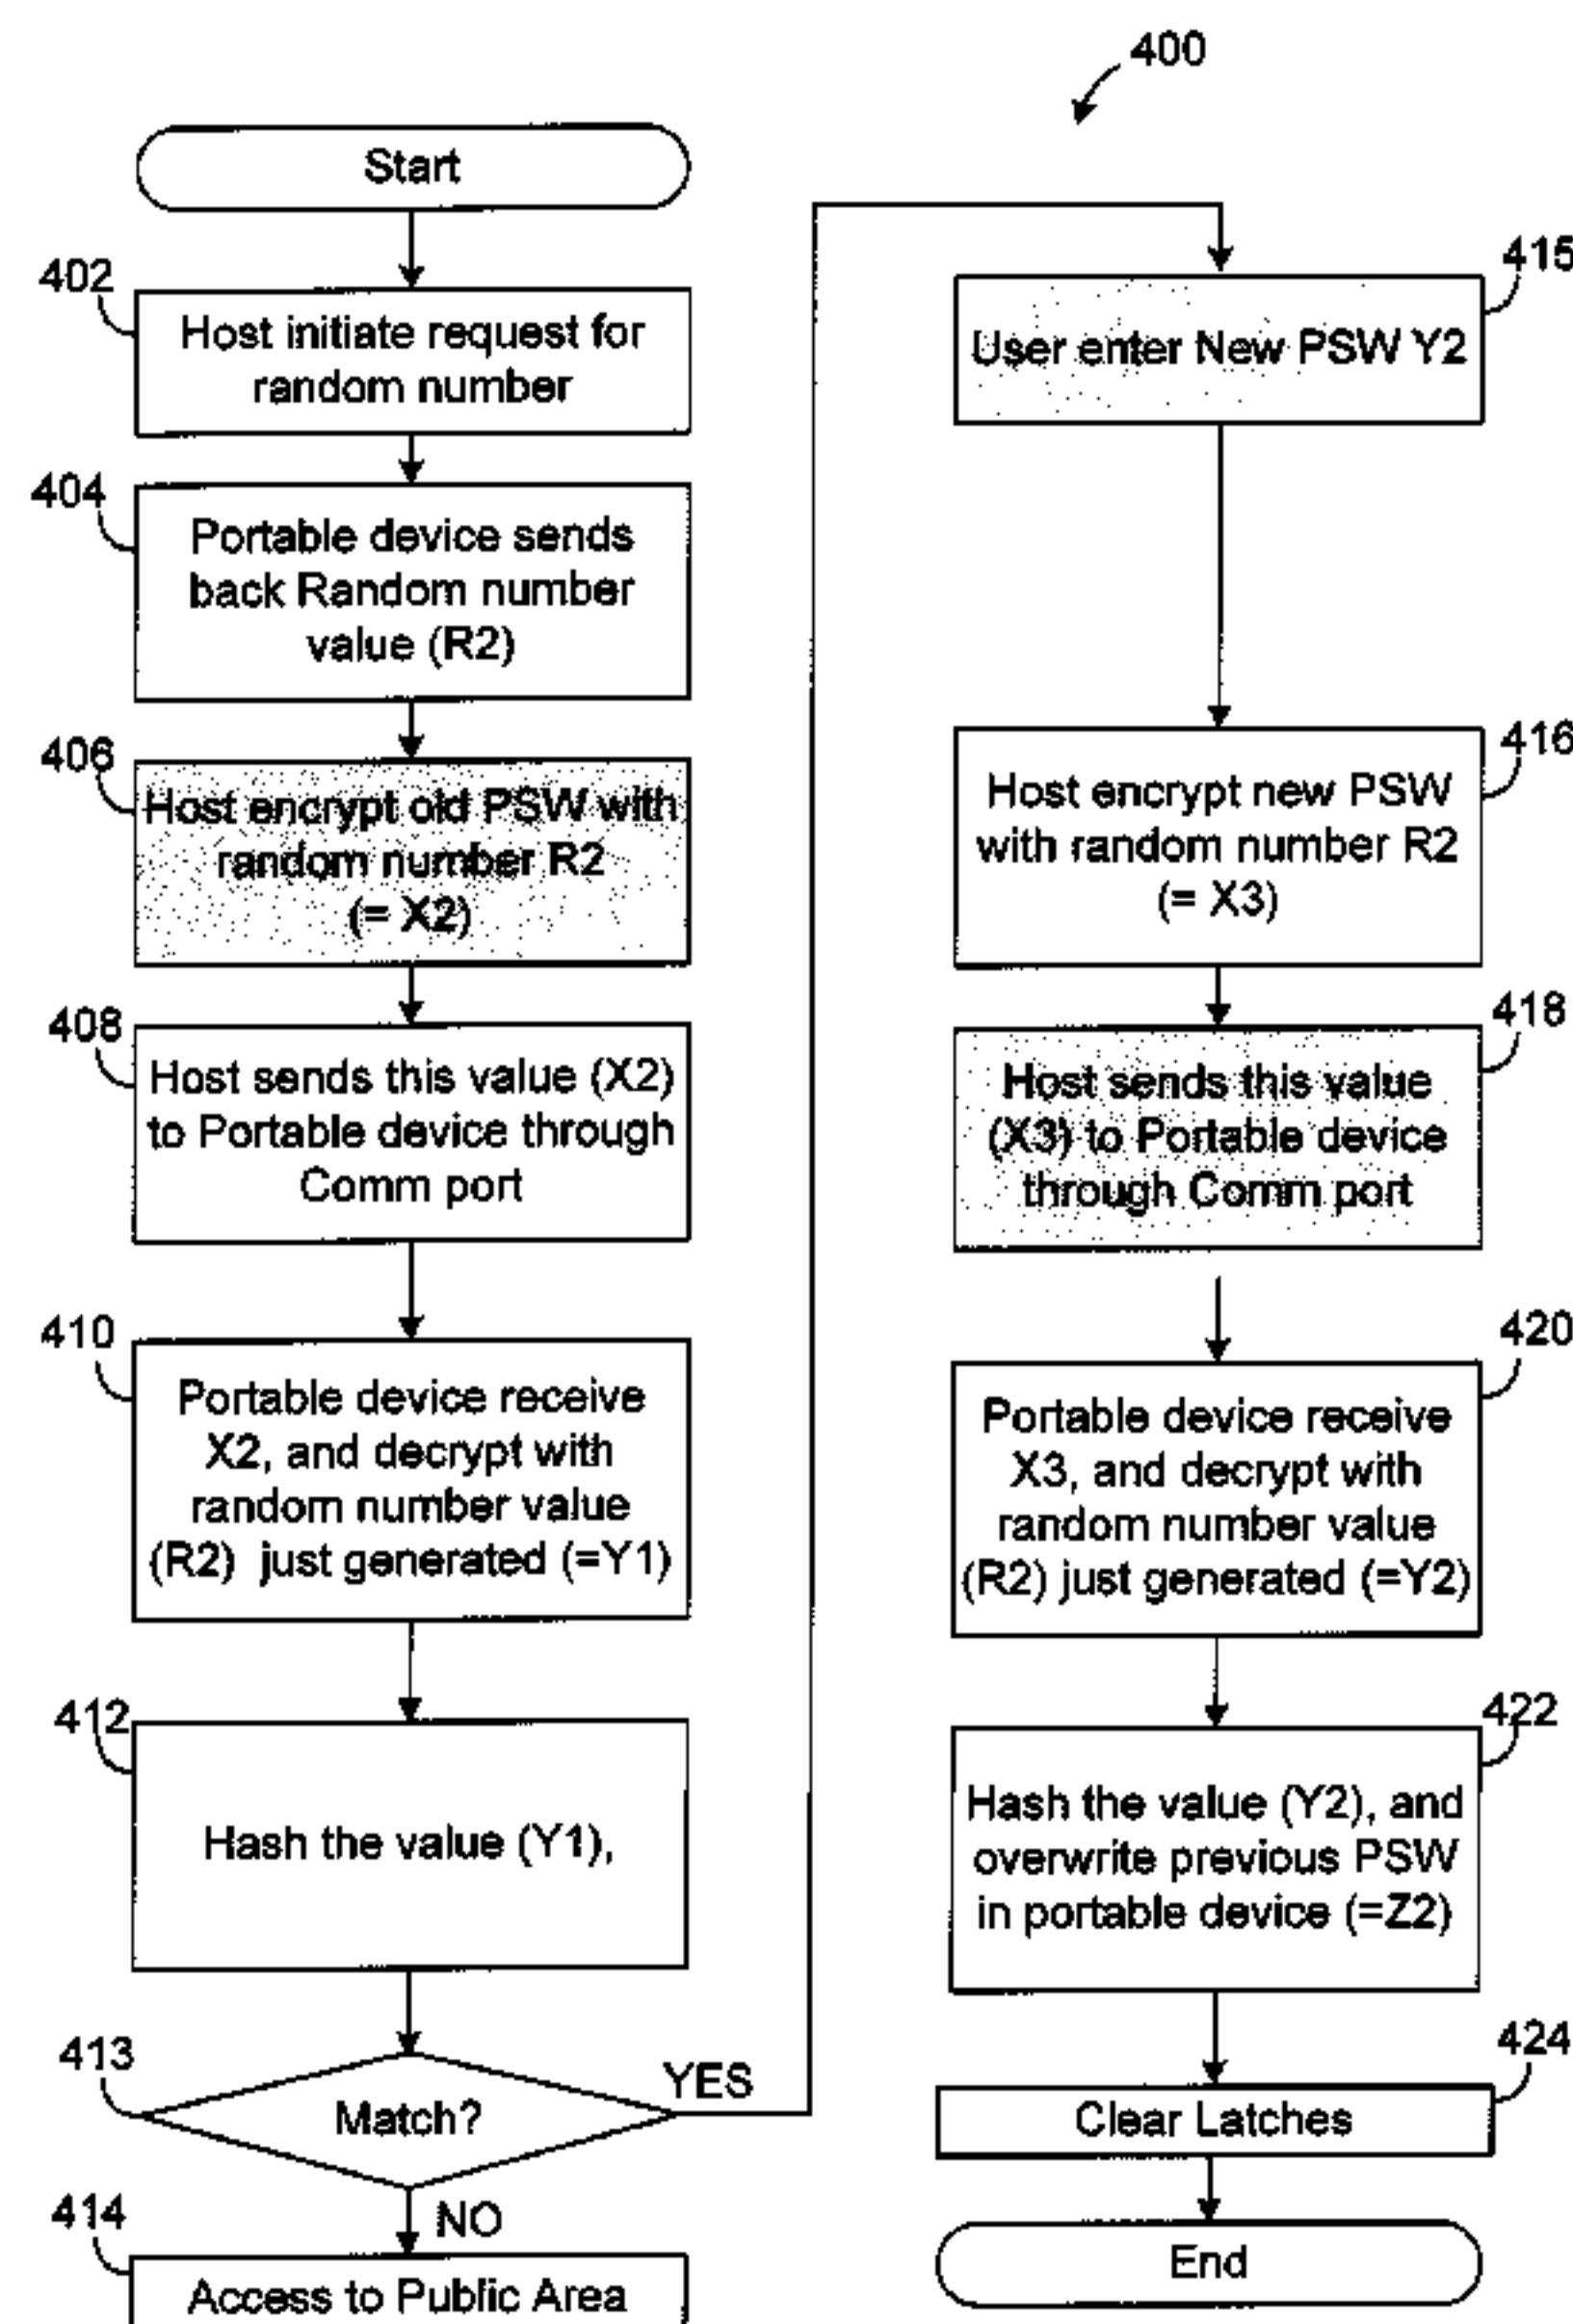 400
Start
402
Host initiate request for
random number
404
Portable device sends
back Random number
value (R2)
406
Host encrypt old PSW with
random number R2
(= X2)
408
Host sends this value (X2)
to Portable device through
Comm port
410
Portable device receive
X2, and decrypt with
random number value
(R2) just generated (=Y1)
412
Hash the value (Y1),
413
Match?
YES
NO
414
Access to Public Area
415
User enter New PSW Y2
416
Host encrypt new PSW
with random number R2
(= X3)
418
Host sends this value
(X3) to Portable device
through Comm port
420
Portable device receive
X3, and decrypt with
random number value
(R2) just generated (=Y2)
422
Hash the value (Y2), and
overwrite previous PSW
in portable device (=Z2)
424
Clear Latches
End